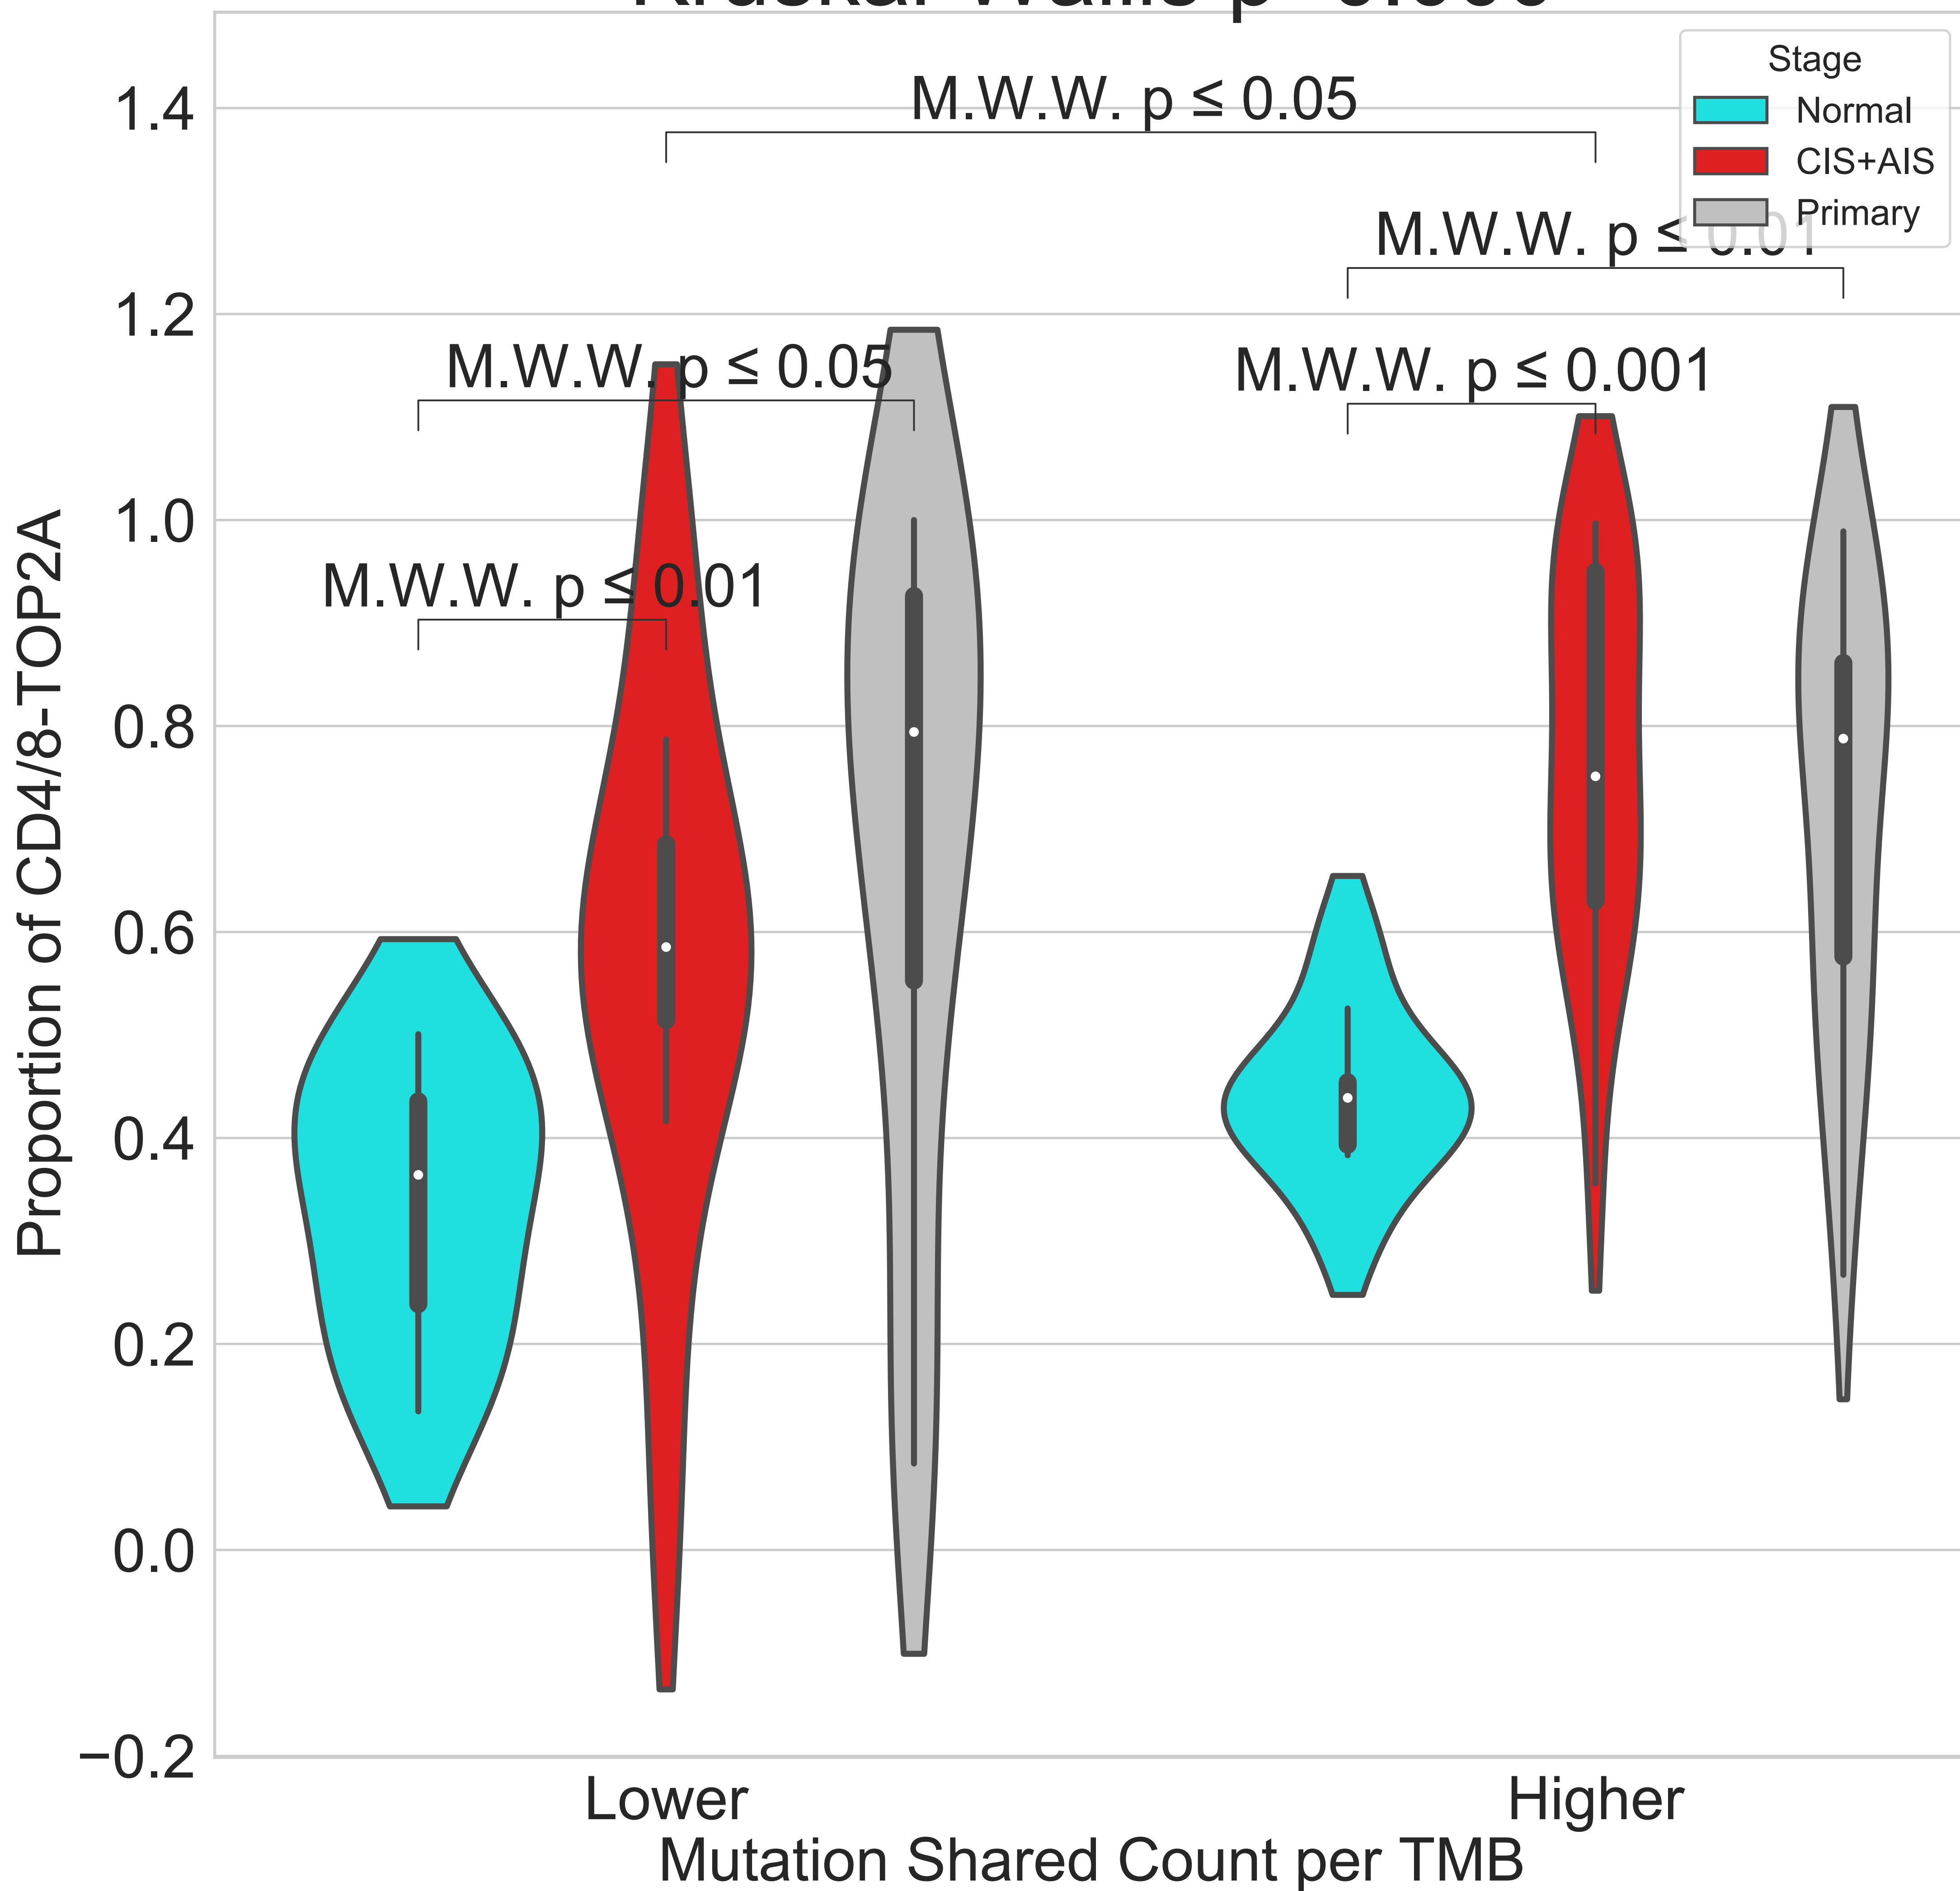 Stage
Normal
CIS+AIS
Primary
M.W.W. p ≤ 0.05
M.W.W. p ≤ 0.01
M.W.W. p ≤ 0.05
M.W.W. p ≤ 0.001
M.W.W. p ≤ 0.01
1.4
1.2
1.0
0.8
0.6
0.4
0.2
0.0
−0.2
Proportion of CD4/8-TOP2A
Lower
Higher
Mutation Shared Count per TMB